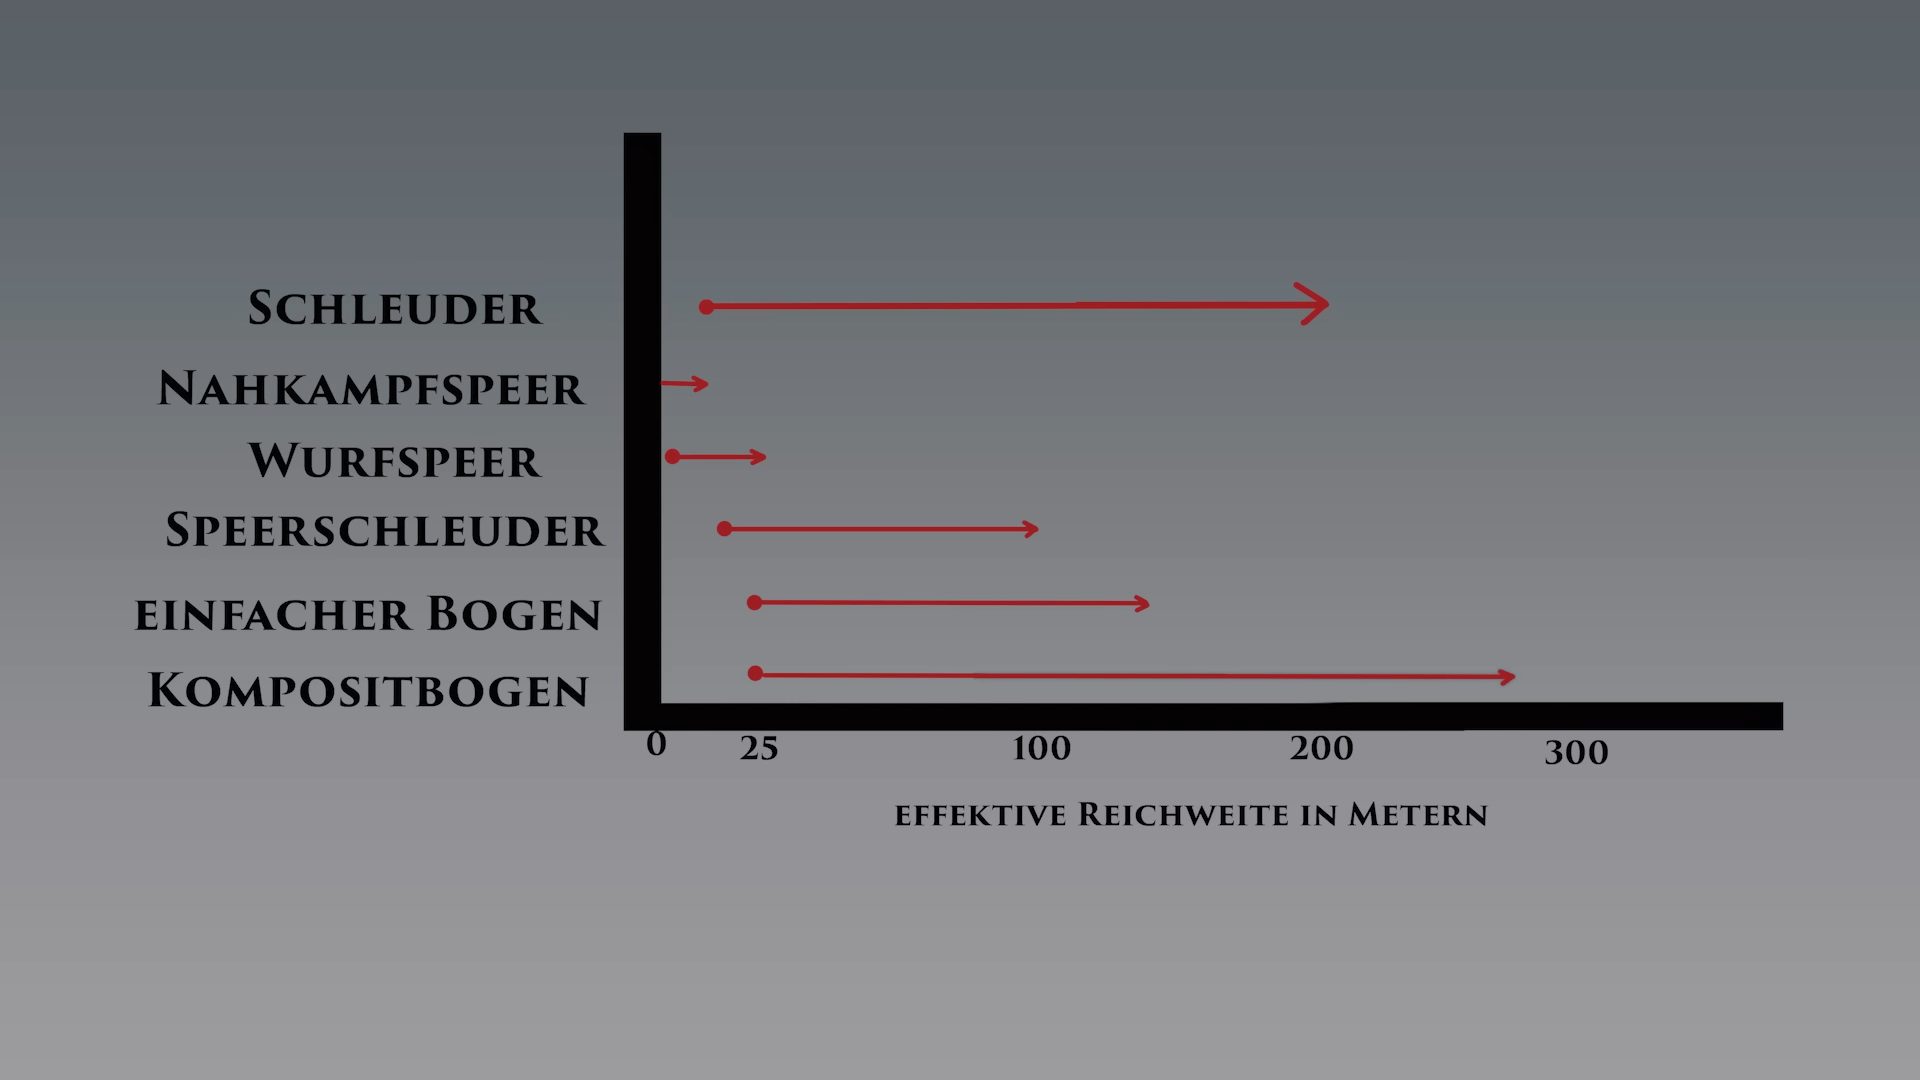 Schleuder
Nahkampfspeer
Wurfspeer
Speerschleuder
einfacher Bogen
Kompositbogen
0 25 100 200 300
effektive Reichweite in Metern